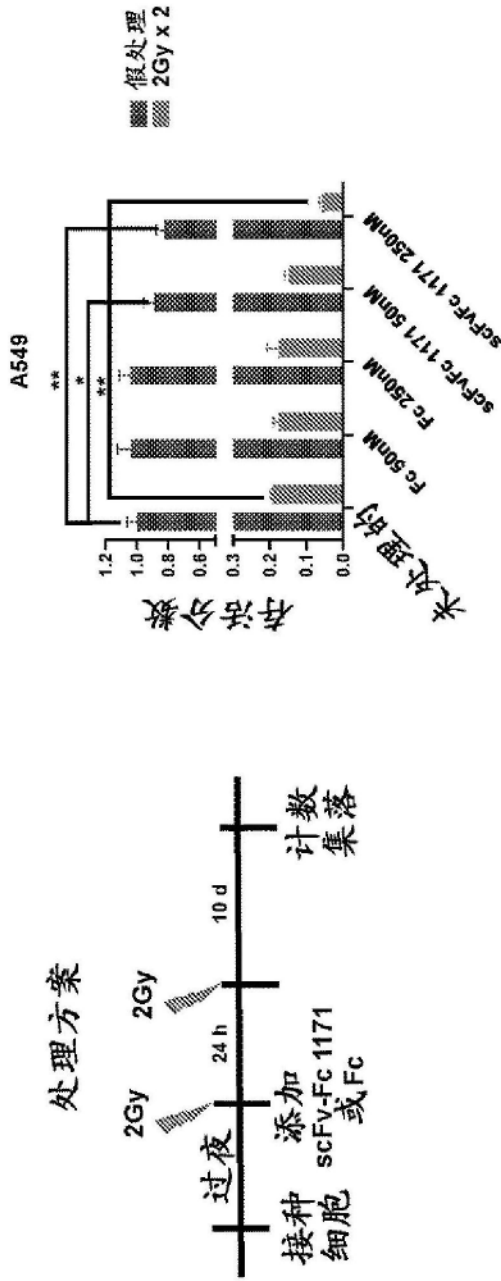 处理方案
2Gy
2Gy
过夜
24 h
10 d
接种
细胞
添加
scFv-Fc 1171
或 Fc
计数
集落
A549
**
*
**
假处理
2Gy x 2
存活分数
1.2
1.0
0.8
0.6
0.3
0.2
0.1
0.0
未处理的
Fc 50nM
Fc 250nM
scFvFc 1171 50nM
scFvFc 1171 250nM